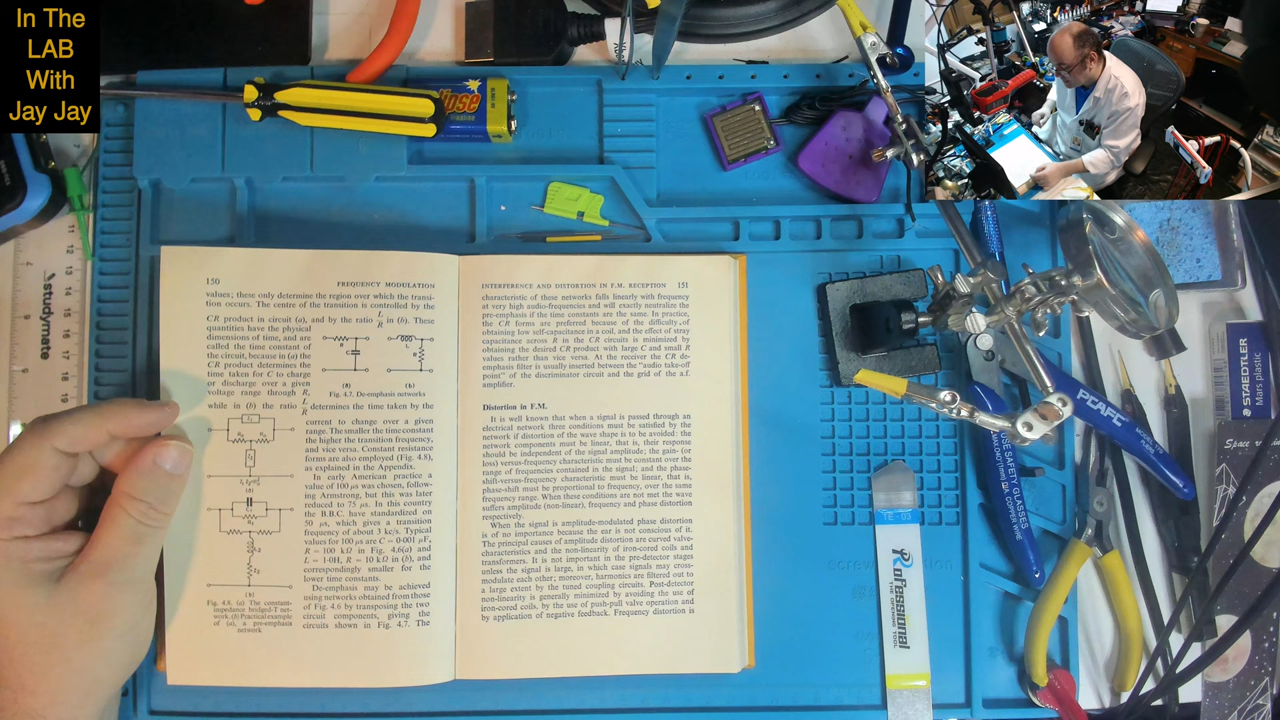 In The
LAB
With
Jay Jay
150
FREQUENCY MODULATION
values; these only determine the region over which the transi-
tion occurs. The centre of the transition is controlled by the
CR product in circuit (a), and by the ratio L/R in (b). These
quantities have the physical
dimensions of time, and are
called the time constant of
the circuit, because in (a) the
CR product determines the
time taken for C to charge
or discharge over a given
voltage range through R,
while in (b) the ratio L/R determines the time taken by the
(a)
(b)
Fig. 4.7. De-emphasis networks
current to change over a given
range. The smaller the time constant
the higher the transition frequency,
and vice versa. Constant resistance
forms are also employed (Fig. 4.8),
as explained in the Appendix.
In early American practice a
value of 100 μs was chosen, follow-
ing Armstrong, but this was later
reduced to 75 μs. In this country
the B.B.C. have standardized on
50 μs, which gives a transition
frequency of about 3 kc/s. Typical
values for 100 μs are C = 0·001 μF,
R = 100 kΩ in Fig. 4.6(a) and
L = 1·0H, R = 10 kΩ in (b), and
correspondingly smaller for the
lower time constants.
De-emphasis may be achieved
using networks obtained from those
of Fig. 4.6 by transposing the two
circuit components, giving the
circuits shown in Fig. 4.7. The
(a)
(b)
Fig. 4.8. (a) The constant-
impedance bridged-T net-
work. (b) Practical example
of (a), a pre-emphasis
network
INTERFERENCE AND DISTORTION IN F.M. RECEPTION
151
characteristic of these networks falls linearly with frequency
at very high audio-frequencies and will exactly neutralize the
pre-emphasis if the time constants are the same. In practice,
the CR forms are preferred because of the difficulty of
obtaining low self-capacitance in a coil, and the effect of stray
capacitance across R in the CR circuits is minimized by
obtaining the desired CR product with large C and small R
values rather than vice versa. At the receiver the CR de-
emphasis filter is usually inserted between the "audio take-off
point" of the discriminator circuit and the grid of the a.f.
amplifier.
Distortion in F.M.
It is well known that when a signal is passed through an
electrical network three conditions must be satisfied by the
network if distortion of the wave shape is to be avoided: the
network components must be linear, that is, their response
should be independent of the signal amplitude; the gain- (or
loss) versus-frequency characteristic must be constant over the
range of frequencies contained in the signal; and the phase-
shift-versus-frequency characteristic must be linear, that is,
phase-shift must be proportional to frequency, over the same
frequency range. When these conditions are not met the wave
suffers amplitude (non-linear), frequency and phase distortion
respectively.
When the signal is amplitude-modulated phase distortion
is of no importance because the ear is not conscious of it.
The principal causes of amplitude distortion are curved valve-
characteristics and the non-linearity of iron-cored coils and
transformers. It is not important in the pre-detector stages
unless the signal is large, in which case signals may cross-
modulate each other; moreover, harmonics are filtered out to
a large extent by the tuned coupling circuits. Post-detector
non-linearity is generally minimized by avoiding the use of
iron-cored coils, by the use of push-pull valve operation and
by application of negative feedback. Frequency distortion is
studymate
11 12 13 14
16 17 18 19
TE-03
Rofessional
THE OPENING TOOL
PCAFC
USE SAFETY GLASSES
COPPER WIRE
STAEDTLER
Mars plastic